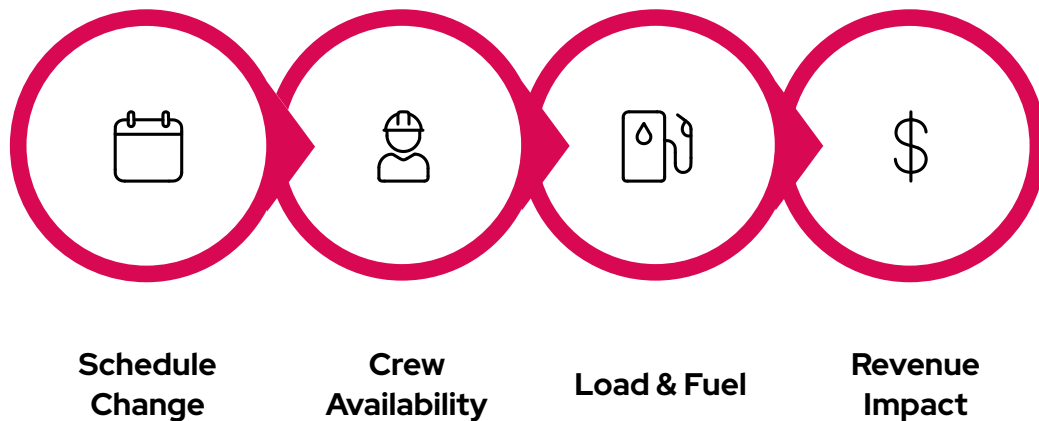 Schedule
Change
Crew
Availability
Load & Fuel
Revenue
Impact